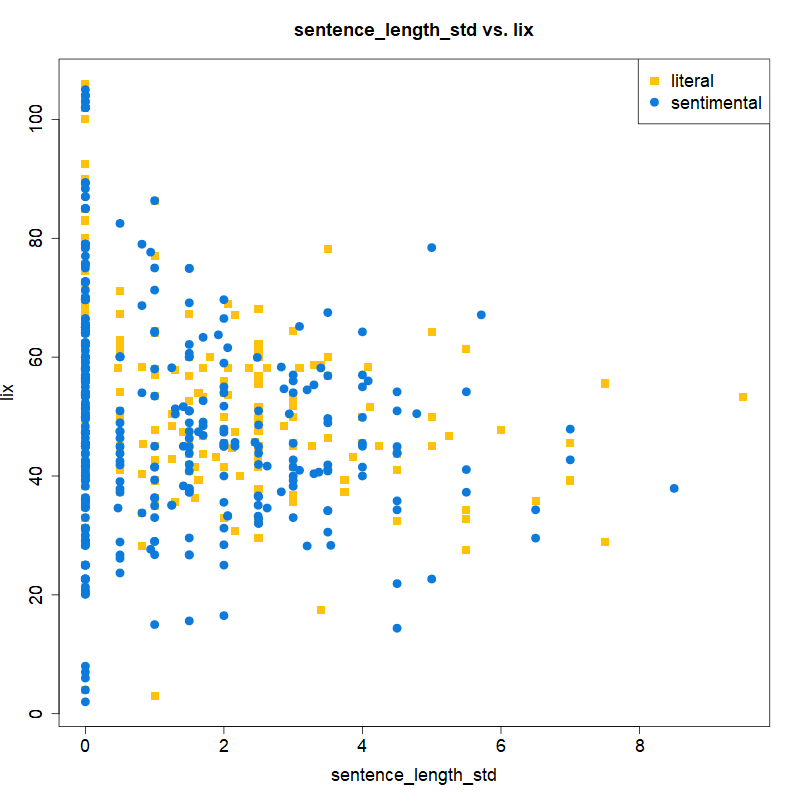 sentence_length_std vs. lix
literal
sentimental
100
80
60
40
20
0
lix
0 2 4 6 8
sentence_length_std